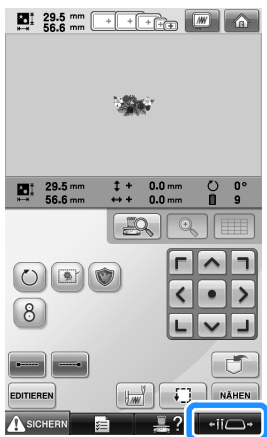 29.5 mm
56.6 mm
29.5 mm ↕ + 0.0 mm 0°
56.6 mm ↔ + 0.0 mm 9
8
EDITIEREN
NÄHEN
SICHERN
?